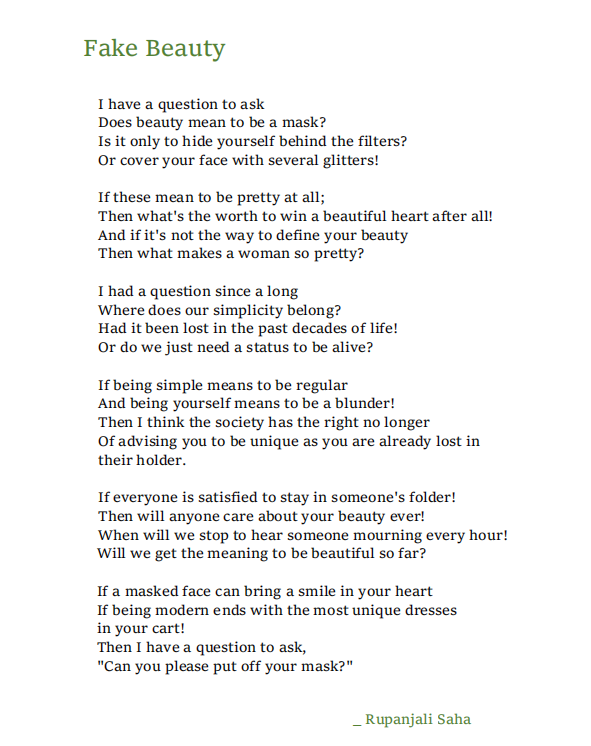 Fake Beauty
I have a question to ask
Does beauty mean to be a mask?
Is it only to hide yourself behind the filters?
Or cover your face with several glitters!
If these mean to be pretty at all;
Then what's the worth to win a beautiful heart after all!
And if it's not the way to define your beauty
Then what makes a woman so pretty?
I had a question since a long
Where does our simplicity belong?
Had it been lost in the past decades of life!
Or do we just need a status to be alive?
If being simple means to be regular
And being yourself means to be a blunder!
Then I think the society has the right no longer
Of advising you to be unique as you are already lost in
their holder.
If everyone is satisfied to stay in someone's folder!
Then will anyone care about your beauty ever!
When will we stop to hear someone mourning every hour!
Will we get the meaning to be beautiful so far?
If a masked face can bring a smile in your heart
If being modern ends with the most unique dresses
in your cart!
Then I have a question to ask,
"Can you please put off your mask?"
_ Rupanjali Saha